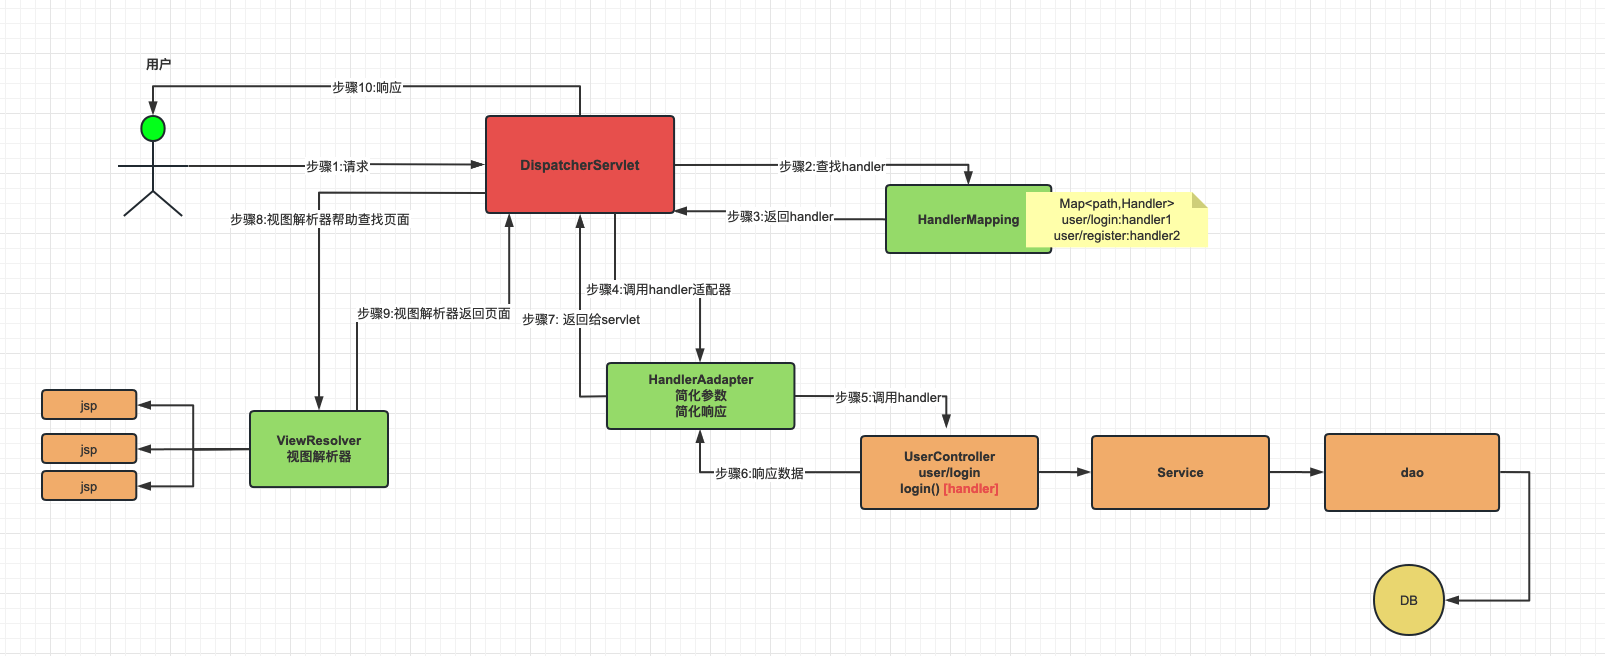 用户
步骤10:响应
步骤1:请求
DispatcherServlet
步骤2:查找handler
步骤8:视图解析器帮助查找页面
步骤3:返回handler
HandlerMapping
Map<path,Handler>
user/login:handler1
user/register:handler2
步骤4:调用handler适配器
步骤9:视图解析器返回页面
步骤7: 返回给servlet
HandlerAadapter
简化参数
简化响应
步骤5:调用handler
jsp
jsp
jsp
ViewResolver
视图解析器
步骤6:响应数据
UserController
user/login
login() [handler]
Service
dao
DB